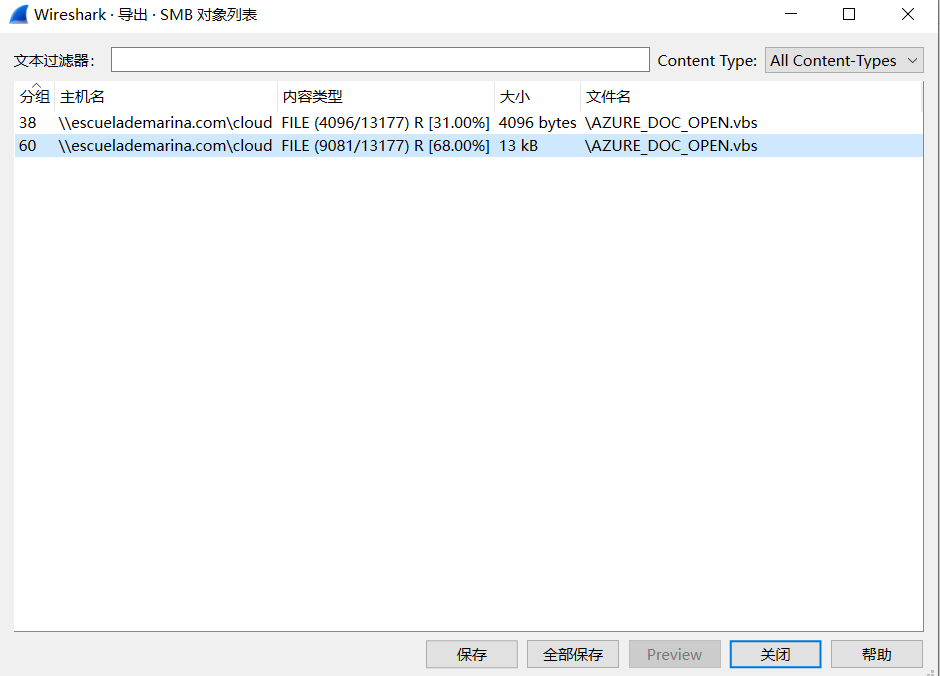 Wireshark · 导出 · SMB 对象列表
文本过滤器： Content Type: All Content-Types
分组 主机名 内容类型 大小 文件名
38 \\escuelademarina.com\cloud FILE (4096/13177) R [31.00%] 4096 bytes \AZURE_DOC_OPEN.vbs
60 \\escuelademarina.com\cloud FILE (9081/13177) R [68.00%] 13 kB \AZURE_DOC_OPEN.vbs
保存 全部保存 Preview 关闭 帮助